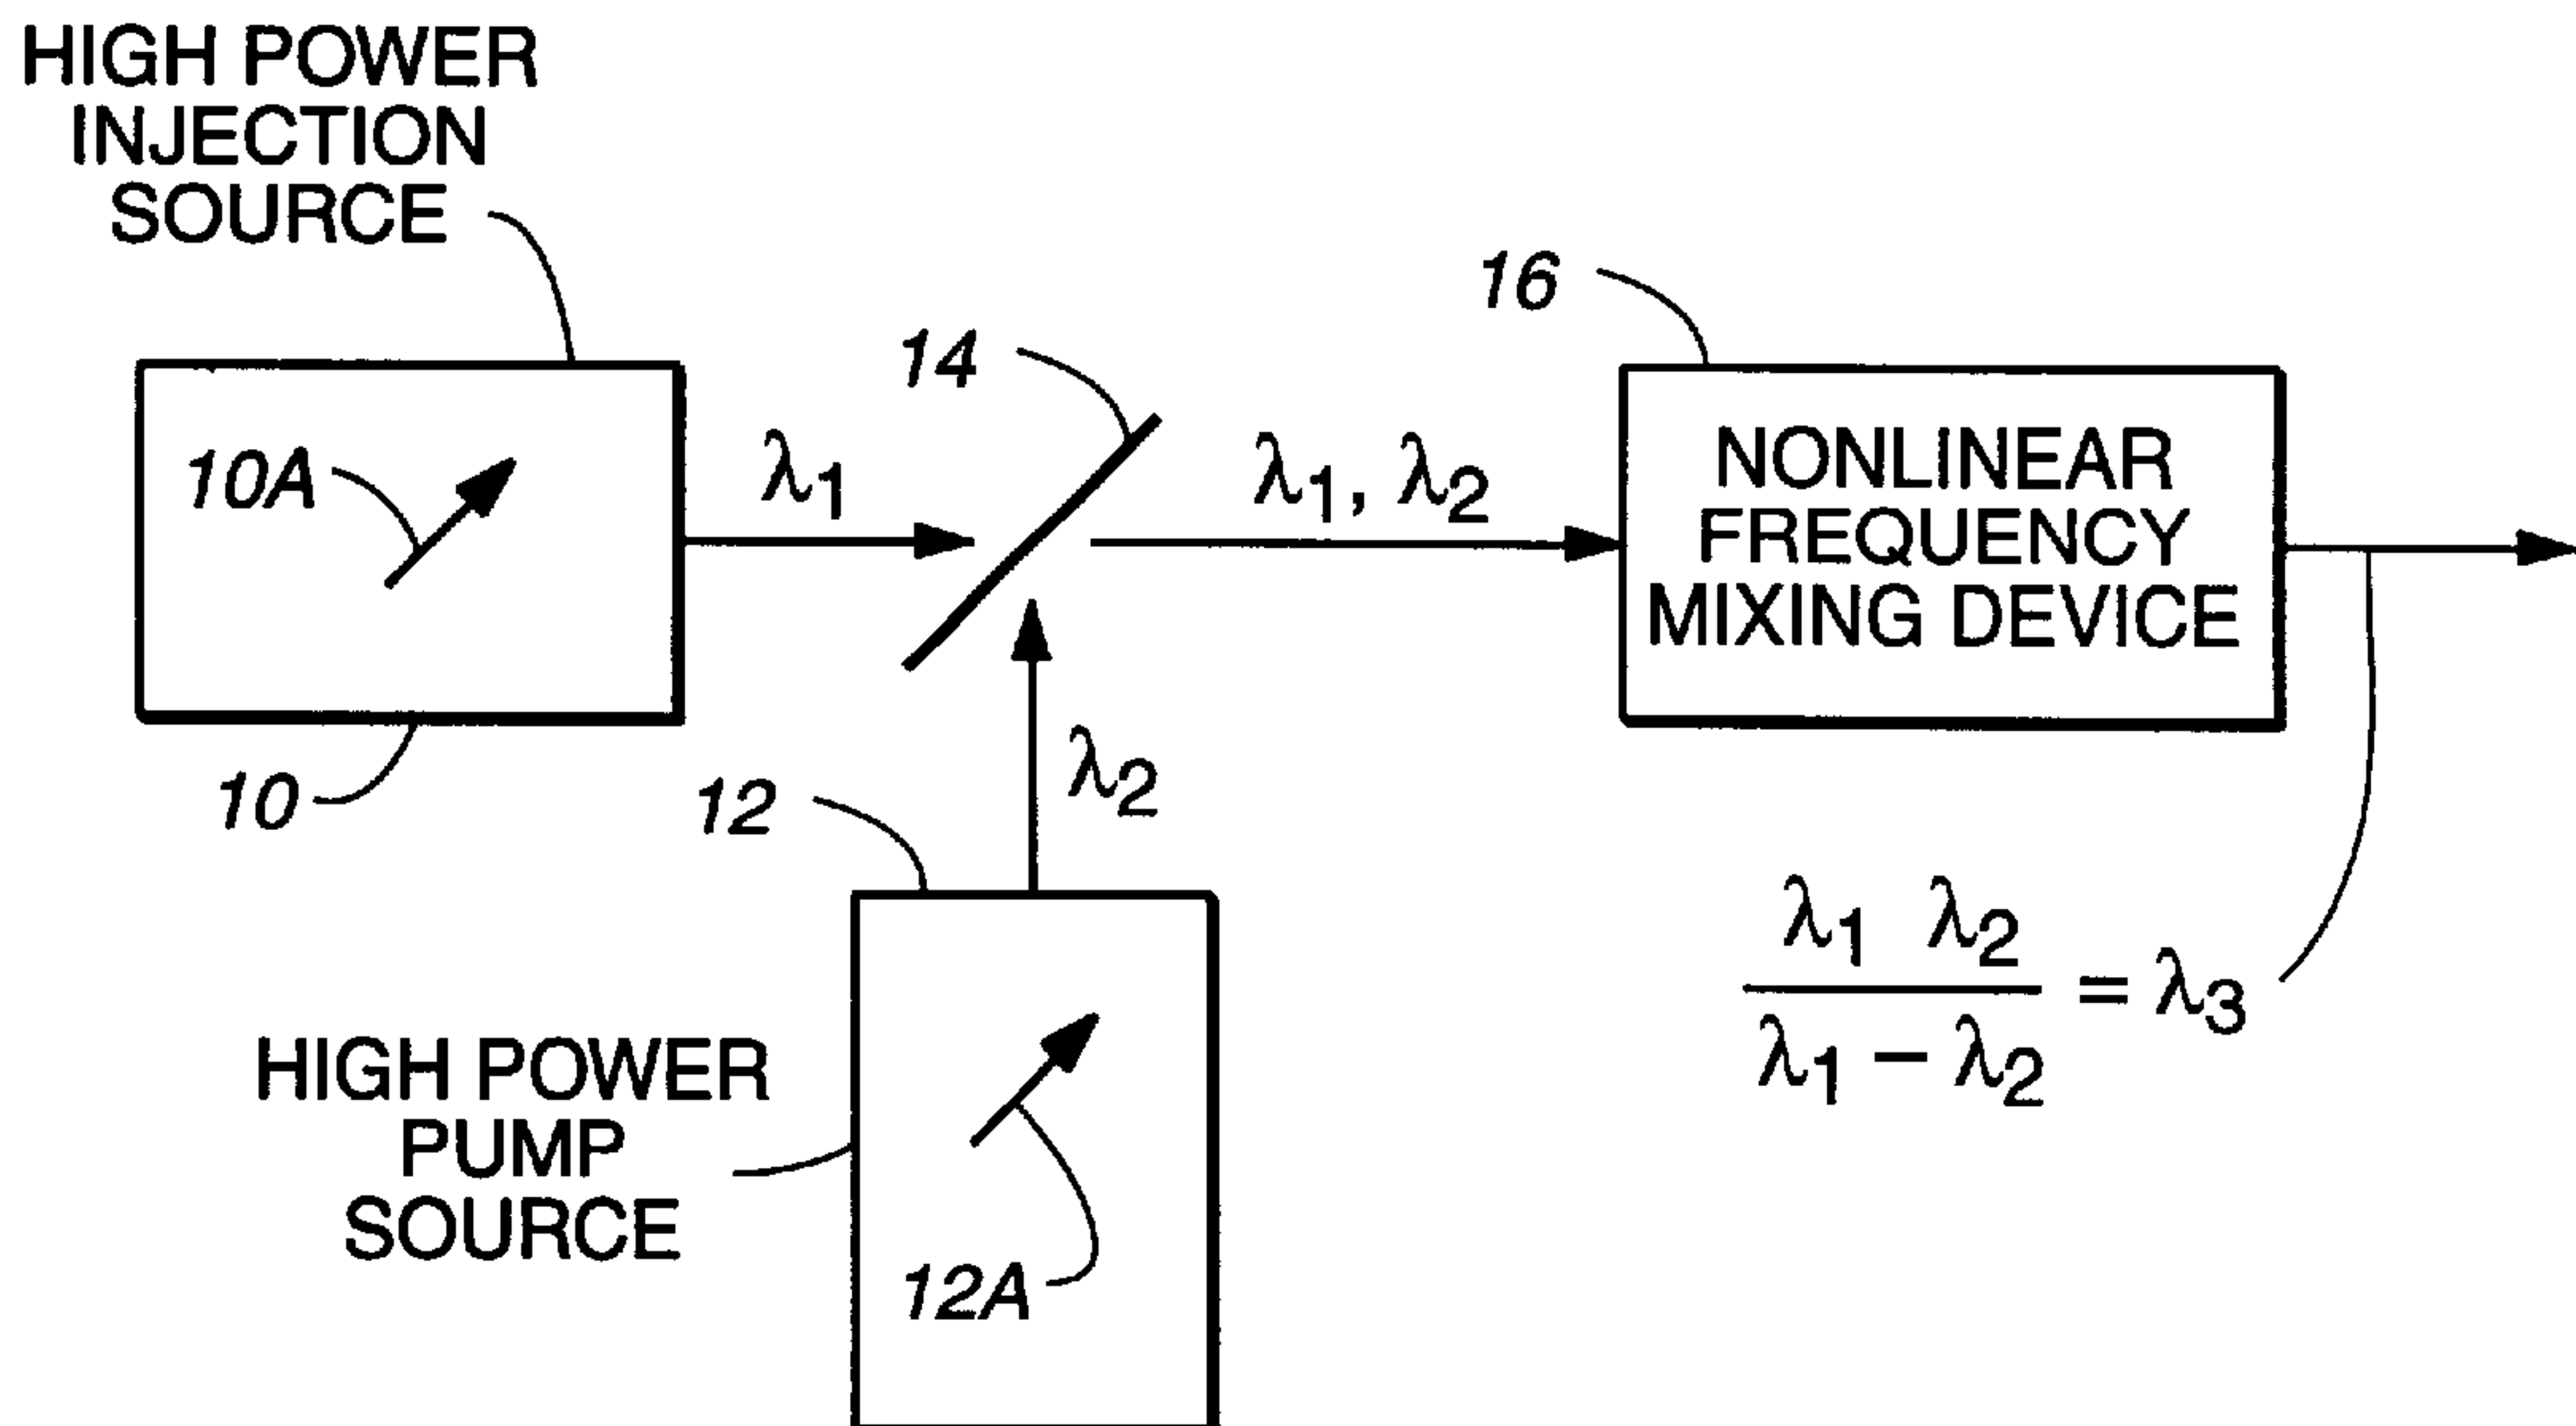 HIGH POWER
INJECTION
SOURCE
10A
10
λ1
14
λ1, λ2
16
NONLINEAR
FREQUENCY
MIXING DEVICE
12
λ2
HIGH POWER
PUMP
SOURCE
12A
λ1 λ2
λ1 – λ2
= λ3